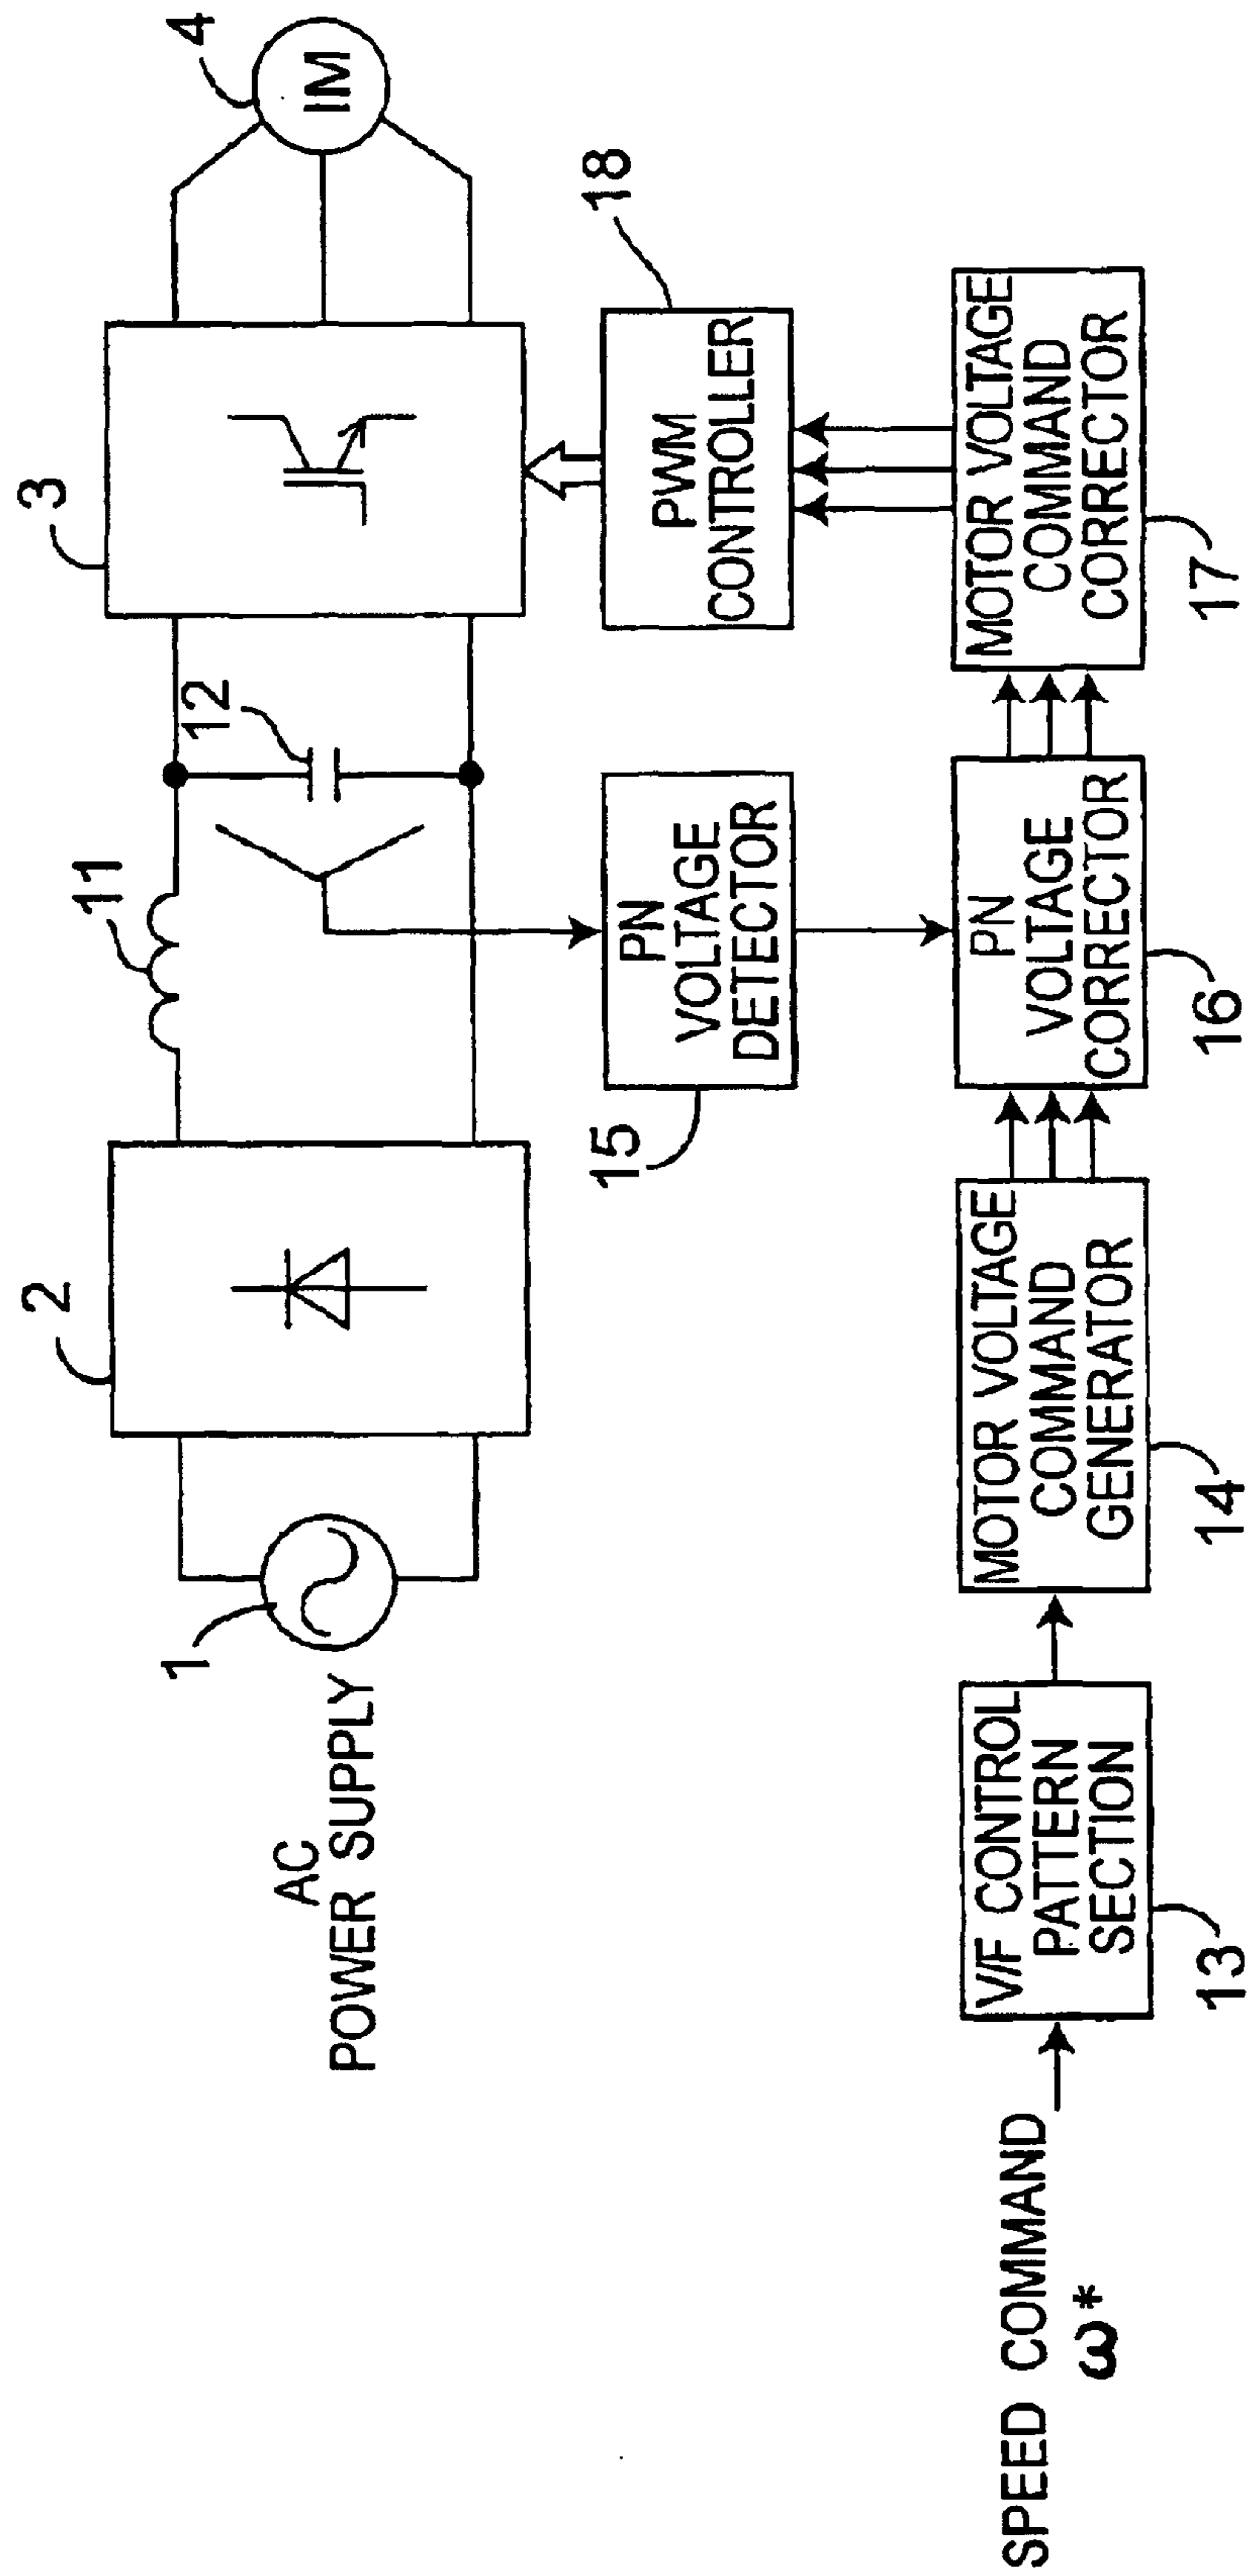 AC
POWER SUPPLY
1
2
11
12
3
4
IM
15
PN
VOLTAGE
DETECTOR
PWM
CONTROLLER
18
SPEED COMMAND
ω*
V/F CONTROL
PATTERN
SECTION
13
MOTOR VOLTAGE
COMMAND
GENERATOR
14
PN
VOLTAGE
CORRECTOR
16
MOTOR VOLTAGE
COMMAND
CORRECTOR
17